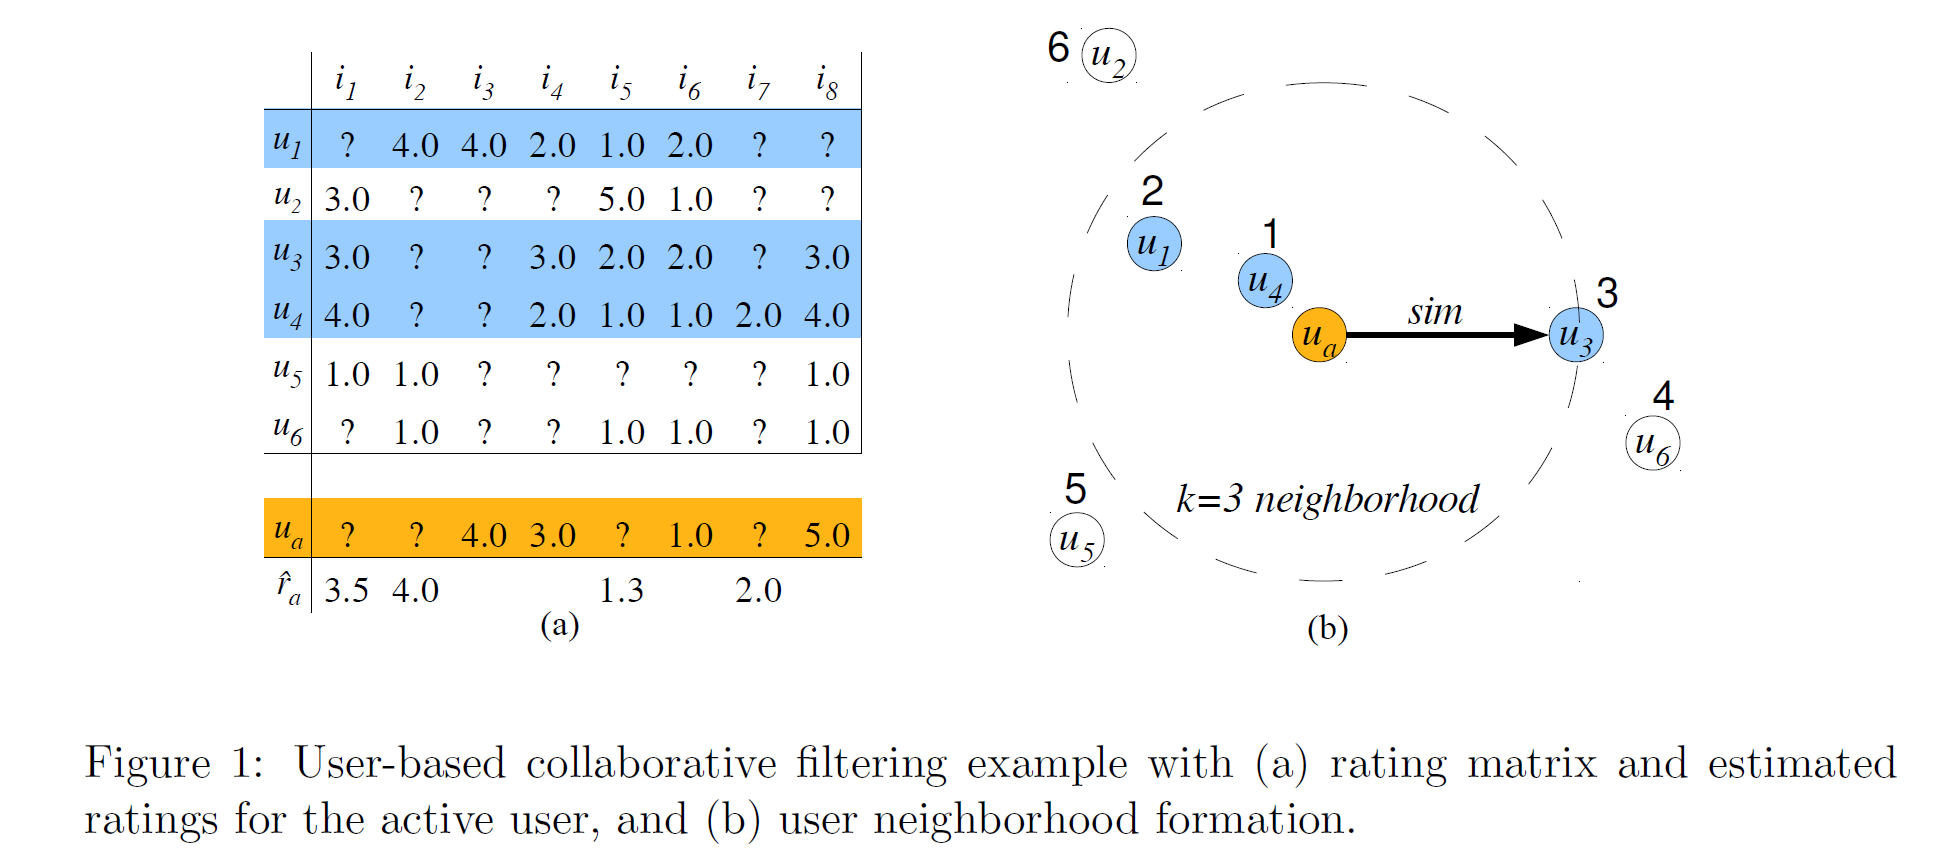 i1 i2 i3 i4 i5 i6 i7 i8
u1 ? 4.0 4.0 2.0 1.0 2.0 ? ?
u2 3.0 ? ? ? 5.0 1.0 ? ?
u3 3.0 ? ? 3.0 2.0 2.0 ? 3.0
u4 4.0 ? ? 2.0 1.0 1.0 2.0 4.0
u5 1.0 1.0 ? ? ? ? ? 1.0
u6 ? 1.0 ? ? 1.0 1.0 ? 1.0
ua ? ? 4.0 3.0 ? 1.0 ? 5.0
r̂a 3.5 4.0 1.3 2.0
(a)
6 u2
2
u1
1
u4
ua
sim
3
u3
4
u6
5
u5
k=3 neighborhood
(b)
Figure 1: User-based collaborative filtering example with (a) rating matrix and estimated
ratings for the active user, and (b) user neighborhood formation.